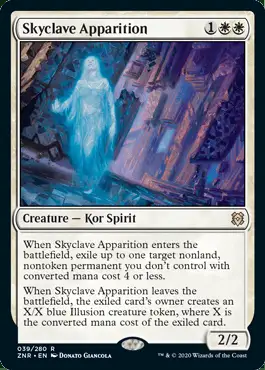 Skyclave Apparition 1
Creature — Kor Spirit
When Skyclave Apparition enters the
battlefield, exile up to one target nonland,
nontoken permanent you don't control with
converted mana cost 4 or less.
When Skyclave Apparition leaves the
battlefield, the exiled card's owner creates an
X/X blue Illusion creature token, where X is
the converted mana cost of the exiled card.
2/2
039/280 R
ZNR • EN DONATO GIANCOLA
™ & © 2020 Wizards of the Coast